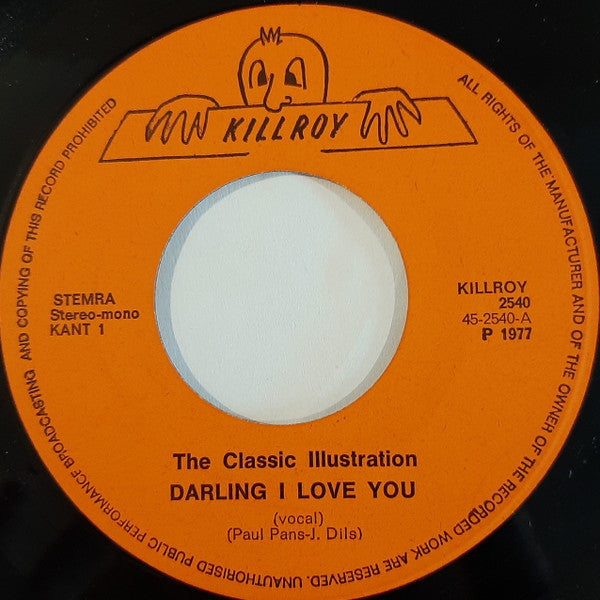 KILLROY
STEMRA
Stereo-mono
KANT 1
KILLROY
2540
45-2540-A
P 1977
The Classic Illustration
DARLING I LOVE YOU
(vocal)
(Paul Pans-J. Dils)
ALL RIGHTS OF THE MANUFACTURER AND OF THE OWNER OF THE RECORDED WORK ARE RESERVED. UNAUTHORISED PUBLIC PERFORMANCE BROADCASTING AND COPYING OF THIS RECORD PROHIBITED